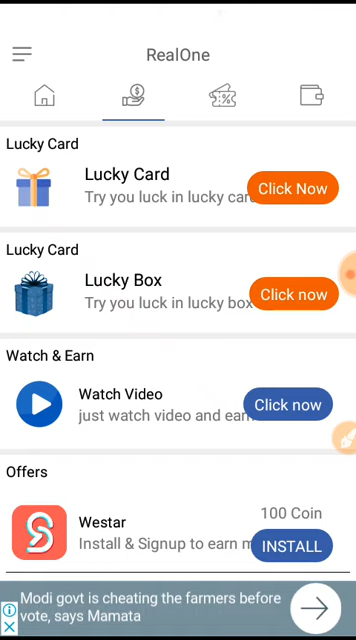 RealOne
Lucky Card
Lucky Card
Try you luck in lucky car
Click Now
Lucky Card
Lucky Box
Try you luck in lucky box
Click now
Watch & Earn
Watch Video
just watch video and earn
Click now
Offers
Westar
Install & Signup to earn m
100 Coin
INSTALL
Modi govt is cheating the farmers before
vote, says Mamata